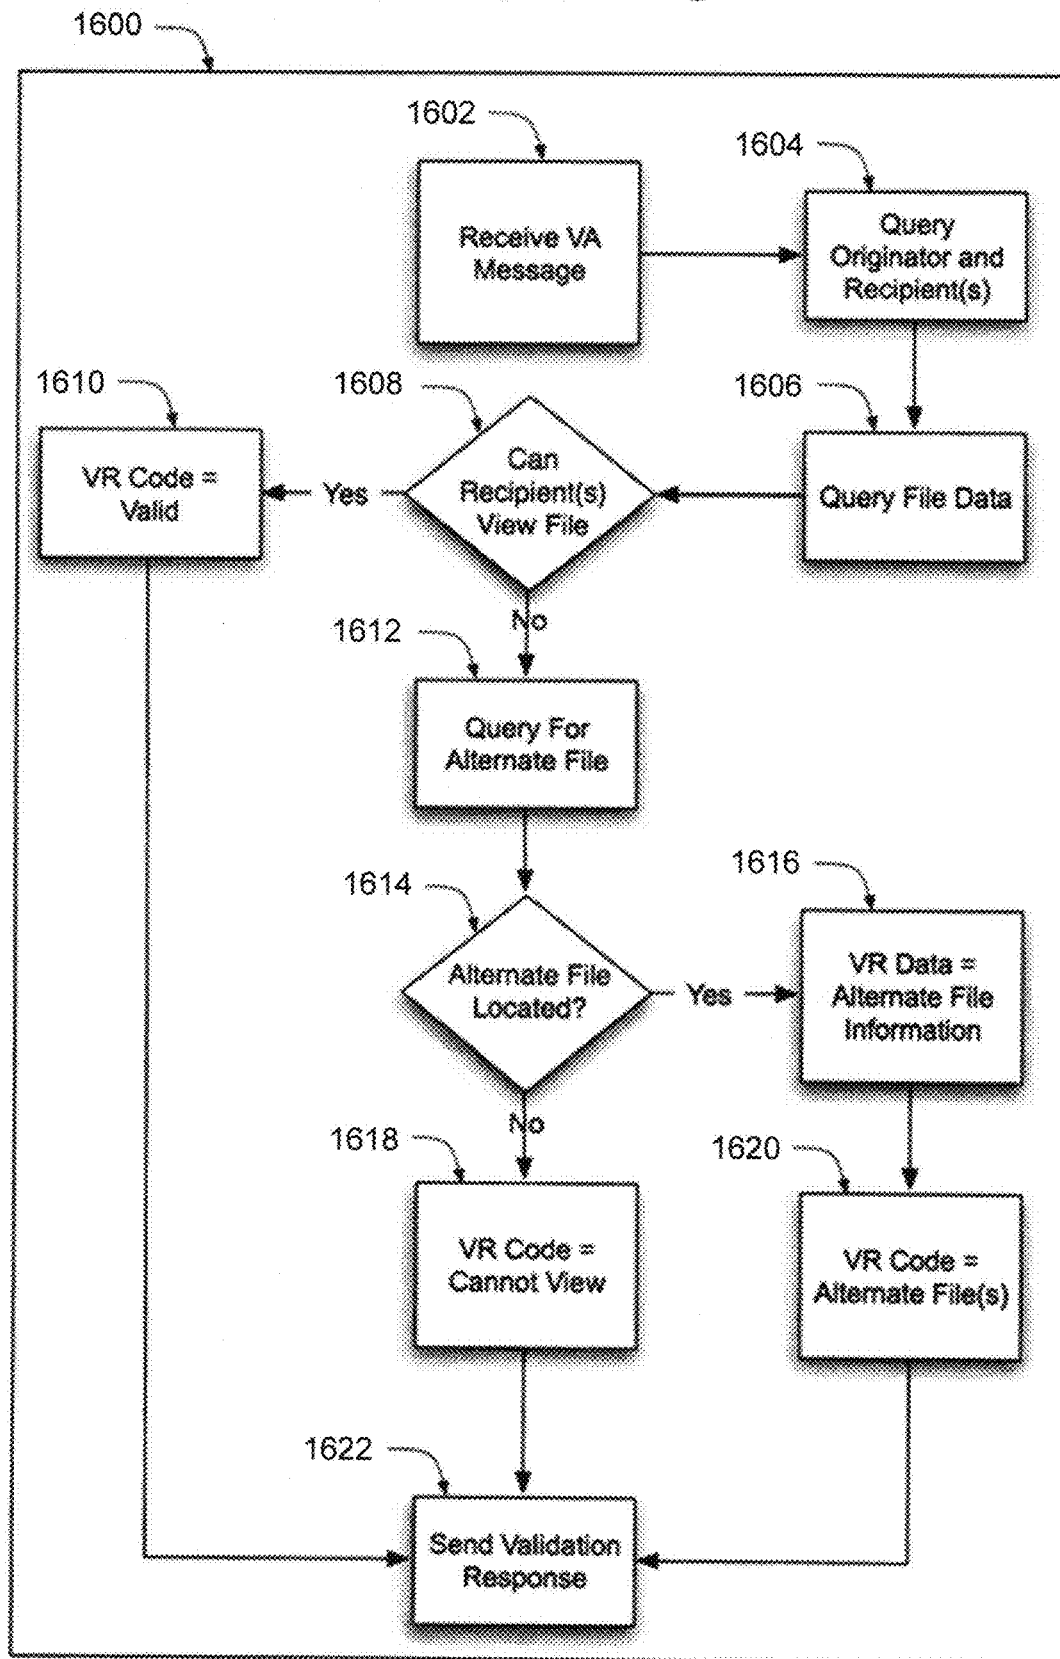 1600
1602
Receive VA
Message
1604
Query
Originator and
Recipient(s)
1606
Query File Data
1608
Can
Recipient(s)
View File
Yes
1610
VR Code =
Valid
No
1612
Query For
Alternate File
1614
Alternate File
Located?
Yes
1616
VR Data =
Alternate File
Information
No
1618
VR Code =
Cannot View
1620
VR Code =
Alternate File(s)
1622
Send Validation
Response